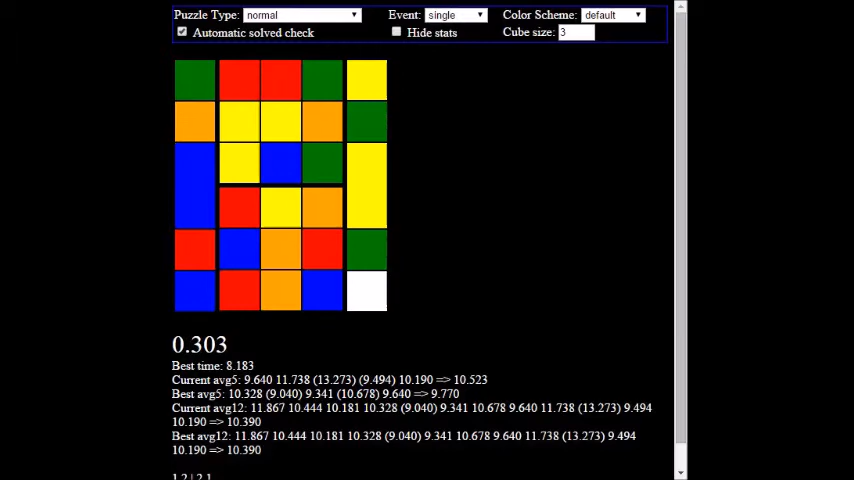 Puzzle Type: normal Event: single Color Scheme: default
Automatic solved check Hide stats Cube size: 3
0.303
Best time: 8.183
Current avg5: 9.640 11.738 (13.273) (9.494) 10.190 => 10.523
Best avg5: 10.328 (9.040) 9.341 (10.678) 9.640 => 9.770
Current avg12: 11.867 10.444 10.181 10.328 (9.040) 9.341 10.678 9.640 11.738 (13.273) 9.494
10.190 => 10.390
Best avg12: 11.867 10.444 10.181 10.328 (9.040) 9.341 10.678 9.640 11.738 (13.273) 9.494
10.190 => 10.390